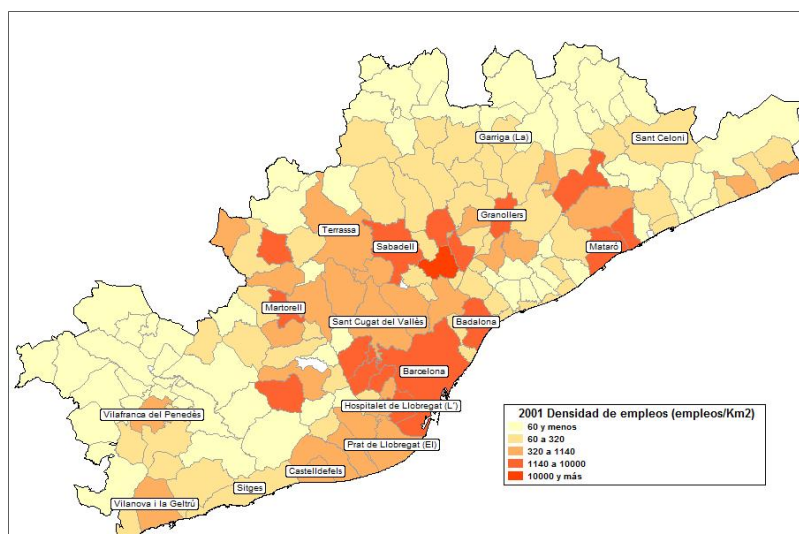 Garriga (La)
Sant Celoni
Granollers
Terrassa
Sabadell
Mataró
Martorell
Sant Cugat del Vallès
Badalona
Barcelona
Vilafranca del Penedès
Hospitalet de Llobregat (L')
Prat de Llobregat (El)
Castelldefels
Sitges
Vilanova i la Geltrú
2001 Densidad de empleos (empleos/Km2)
60 y menos
60 a 320
320 a 1140
1140 a 10000
10000 y más